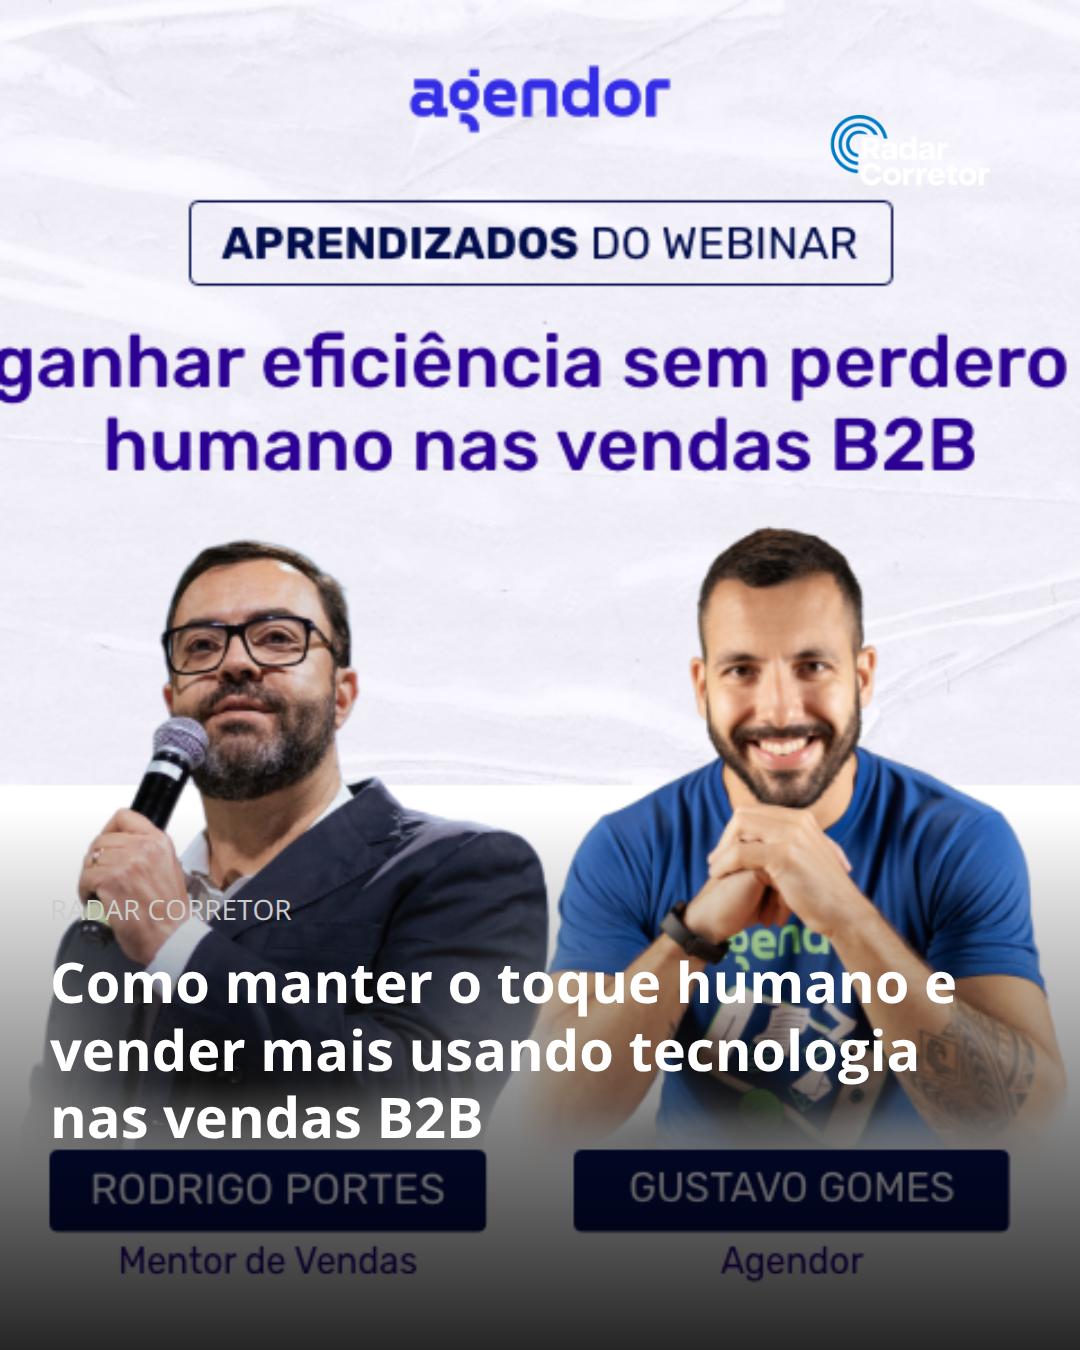 agendor
Radar
Corretor
APRENDIZADOS DO WEBINAR
ganhar eficiência sem perdero
humano nas vendas B2B
agend
RADAR CORRETOR
Como manter o toque humano e
vender mais usando tecnologia
nas vendas B2B
RODRIGO PORTES
GUSTAVO GOMES
Mentor de Vendas
Agendor